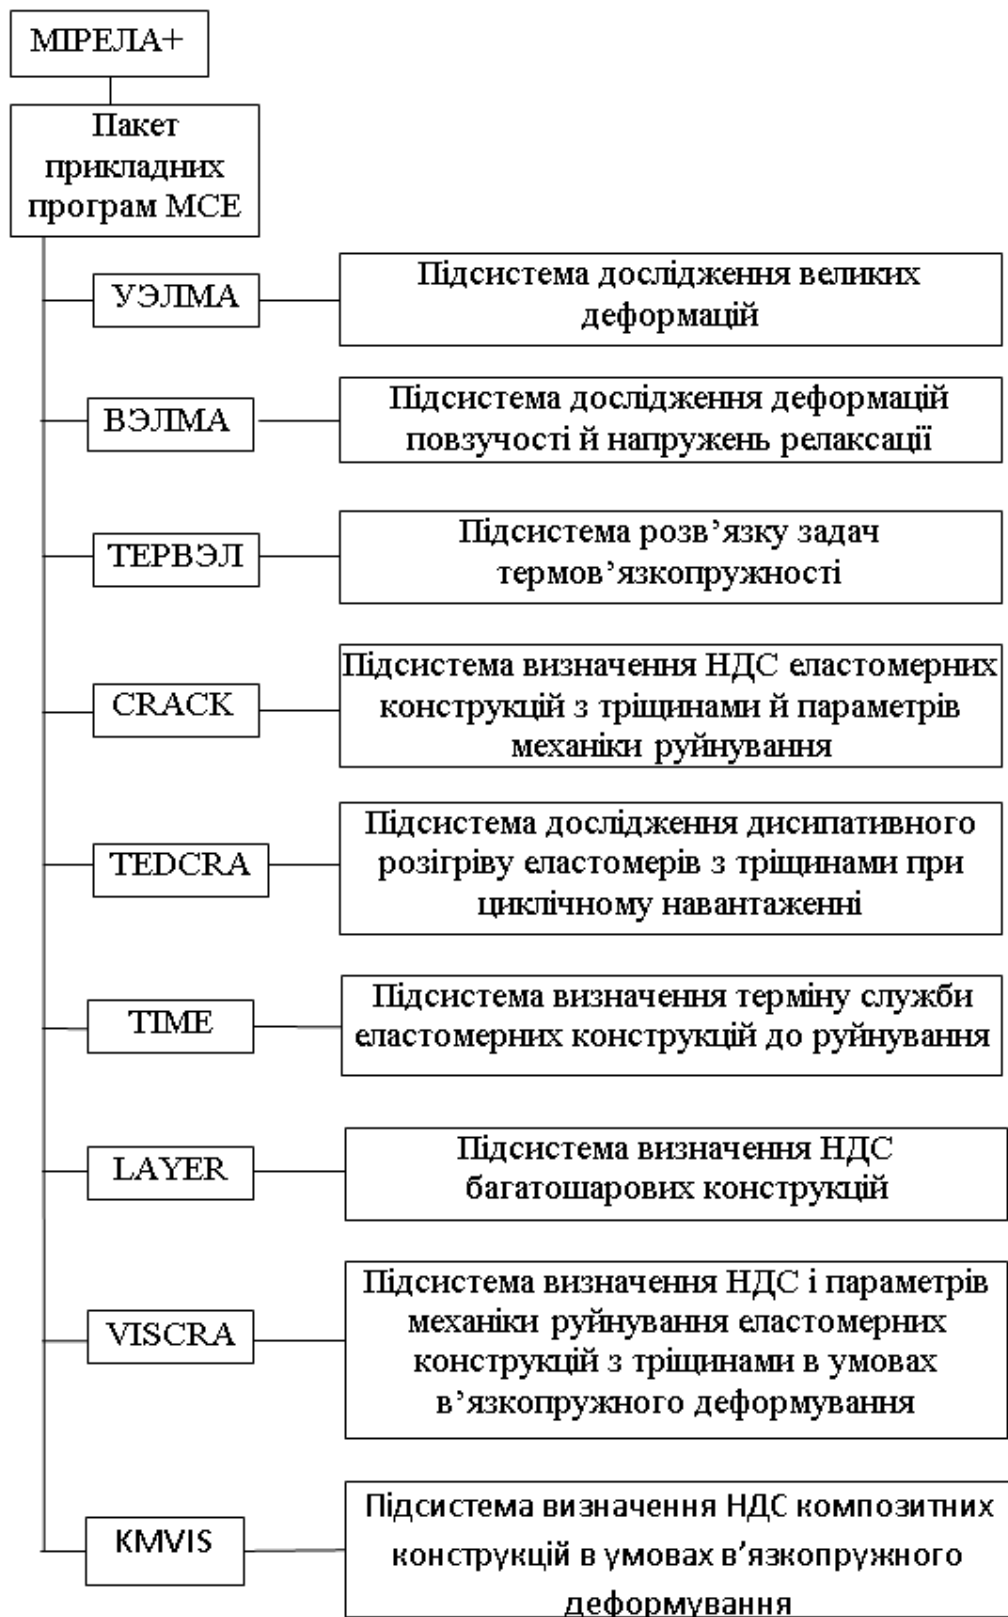 МІРЕЛА+
Пакет
прикладних
програм МСЕ
УЭЛМА
Підсистема дослідження великих
деформацій
ВЭЛМА
Підсистема дослідження деформацій
повзучості й напружень релаксації
ТЕРВЭЛ
Підсистема розв’язку задач
термов’язкопружності
CRACK
Підсистема визначення НДС еластомерних
конструкцій з тріщинами й параметрів
механіки руйнування
TEDCRA
Підсистема дослідження дисипативного
розігріву еластомерів з тріщинами при
циклічному навантаженні
TIME
Підсистема визначення терміну служби
еластомерних конструкцій до руйнування
LAYER
Підсистема визначення НДС
багатошарових конструкцій
VISCRA
Підсистема визначення НДС і параметрів
механіки руйнування еластомерних
конструкцій з тріщинами в умовах
в’язкопружного деформування
KMVIS
Підсистема визначення НДС композитних
конструкцій в умовах в’язкопружного
деформування